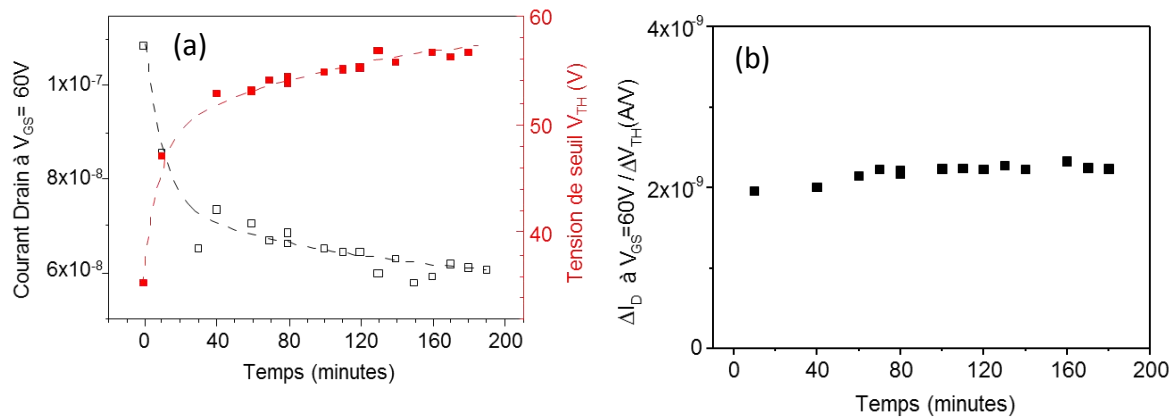 (a)
1x10-7
8x10-8
6x10-8
Courant Drain à VGS= 60V
60
50
40
Tension de seuil VTH (V)
0 40 80 120 160 200
Temps (minutes)
(b)
4x10-9
2x10-9
0
ΔID à VGS=60V /ΔVTH(A/V)
0 40 80 120 160 200
Temps (minutes)